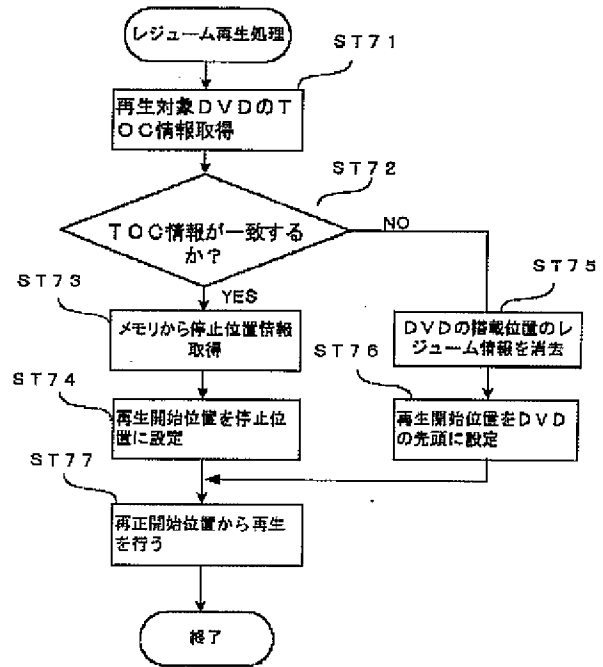 レジューム再生処理
ST71
再生対象DVDのT
OC情報取得
ST72
TOC情報が一致する
か?
NO
YES
ST73
メモリから停止位置情報
取得
ST75
DVDの搭載位置のレ
ジューム情報を消去
ST74
再生開始位置を停止位
置に設定
ST76
再生開始位置をDVD
の先頭に設定
ST77
再正開始位置から再生
を行う
終了